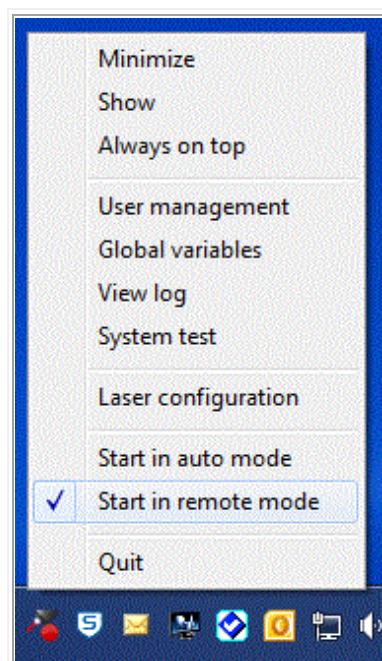 Minimize
Show
Always on top
User management
Global variables
View log
System test
Laser configuration
Start in auto mode
Start in remote mode
Quit